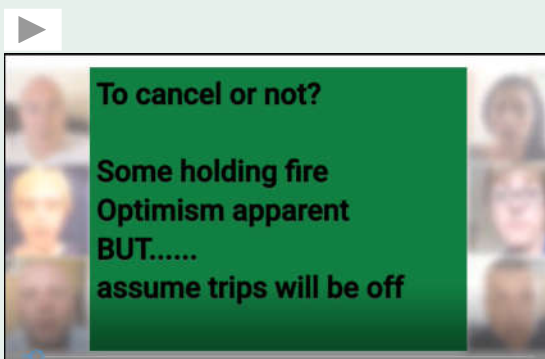 To cancel or not?
Some holding fire
Optimism apparent
BUT......
assume trips will be off